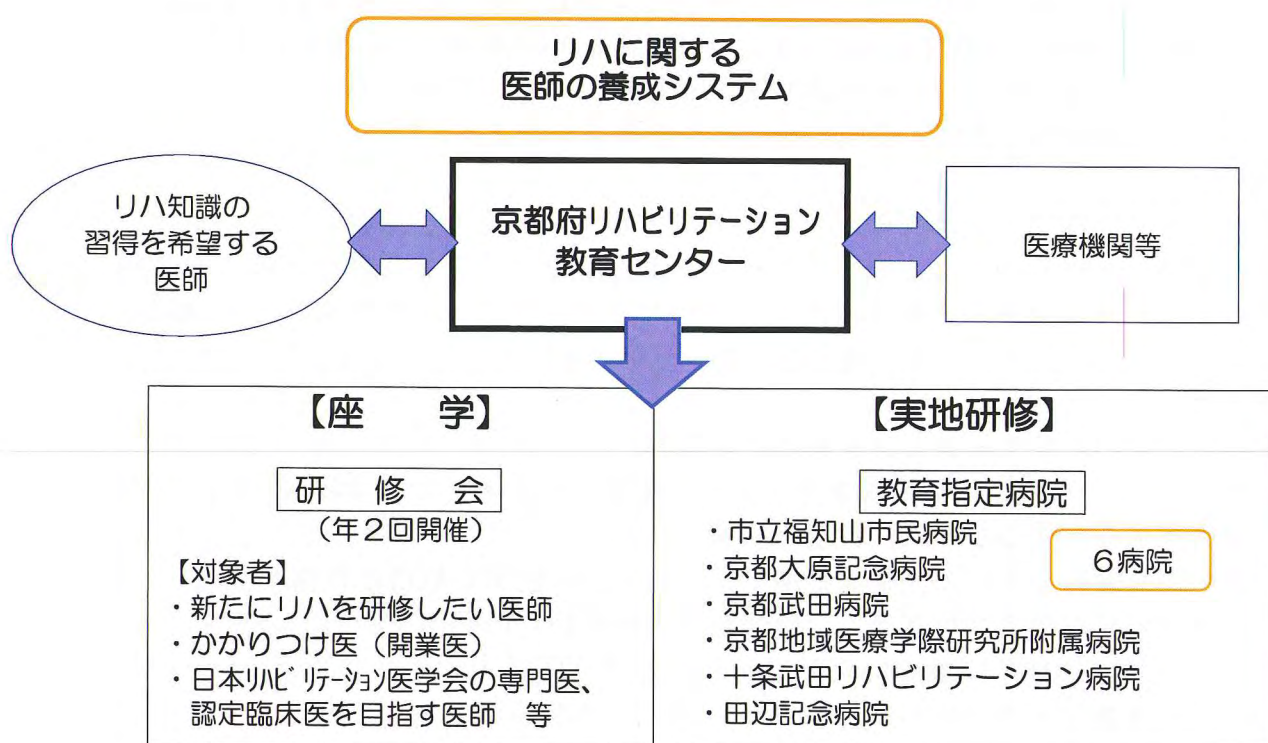 リハに関する
医師の養成システム
リハ知識の
習得を希望する
医師
京都府リハビリテーション
教育センター
医療機関等
【座　　学】
研　修　会
（年２回開催）
【対象者】
・新たにリハを研修したい医師
・かかりつけ医（開業医）
・日本ﾘﾊﾋﾞﾘﾃｰｼｮﾝ医学会の専門医、
認定臨床医を目指す医師　等
【実地研修】
教育指定病院
６病院
・市立福知山市民病院
・京都大原記念病院
・京都武田病院
・京都地域医療学際研究所附属病院
・十条武田リハビリテーション病院
・田辺記念病院